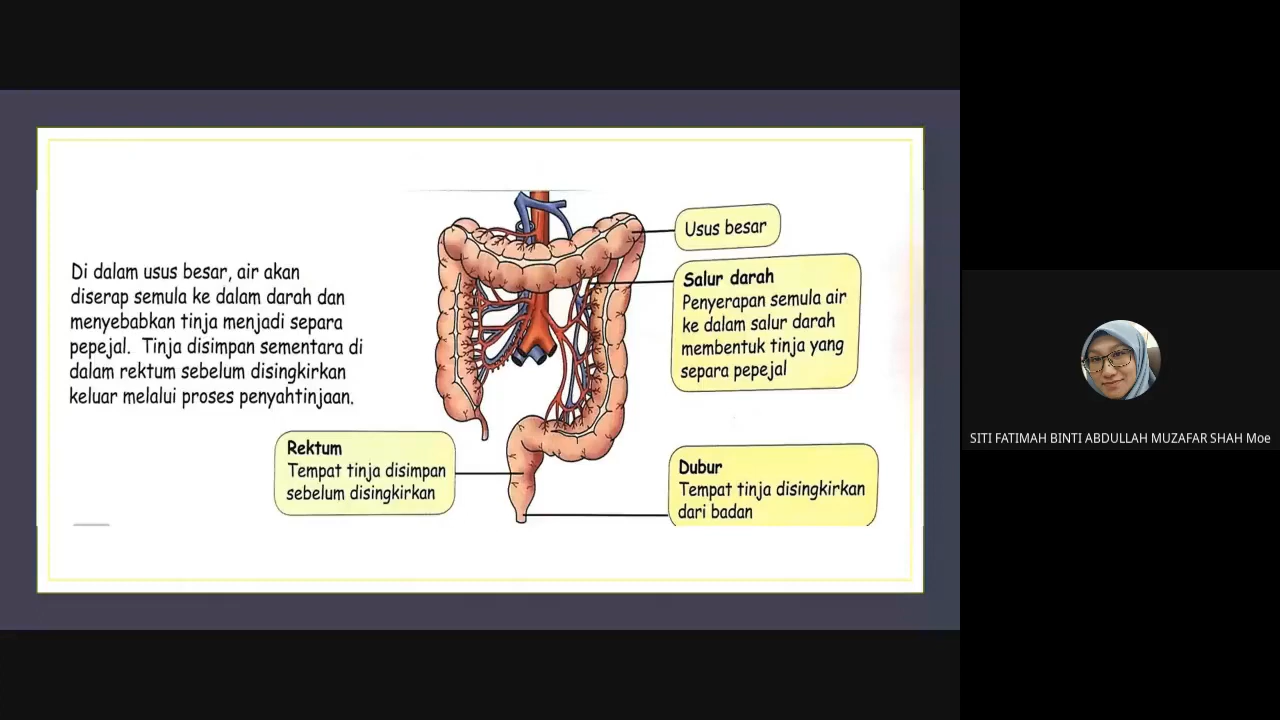 Di dalam usus besar, air akan
diserap semula ke dalam darah dan
menyebabkan tinja menjadi separa
pepejal. Tinja disimpan sementara di
dalam rektum sebelum disingkirkan
keluar melalui proses penyahtinjaan.
Usus besar
Salur darah
Penyerapan semula air
ke dalam salur darah
membentuk tinja yang
separa pepejal
Rektum
Tempat tinja disimpan
sebelum disingkirkan
Dubur
Tempat tinja disingkirkan
dari badan
SITI FATIMAH BINTI ABDULLAH MUZAFAR SHAH Moe